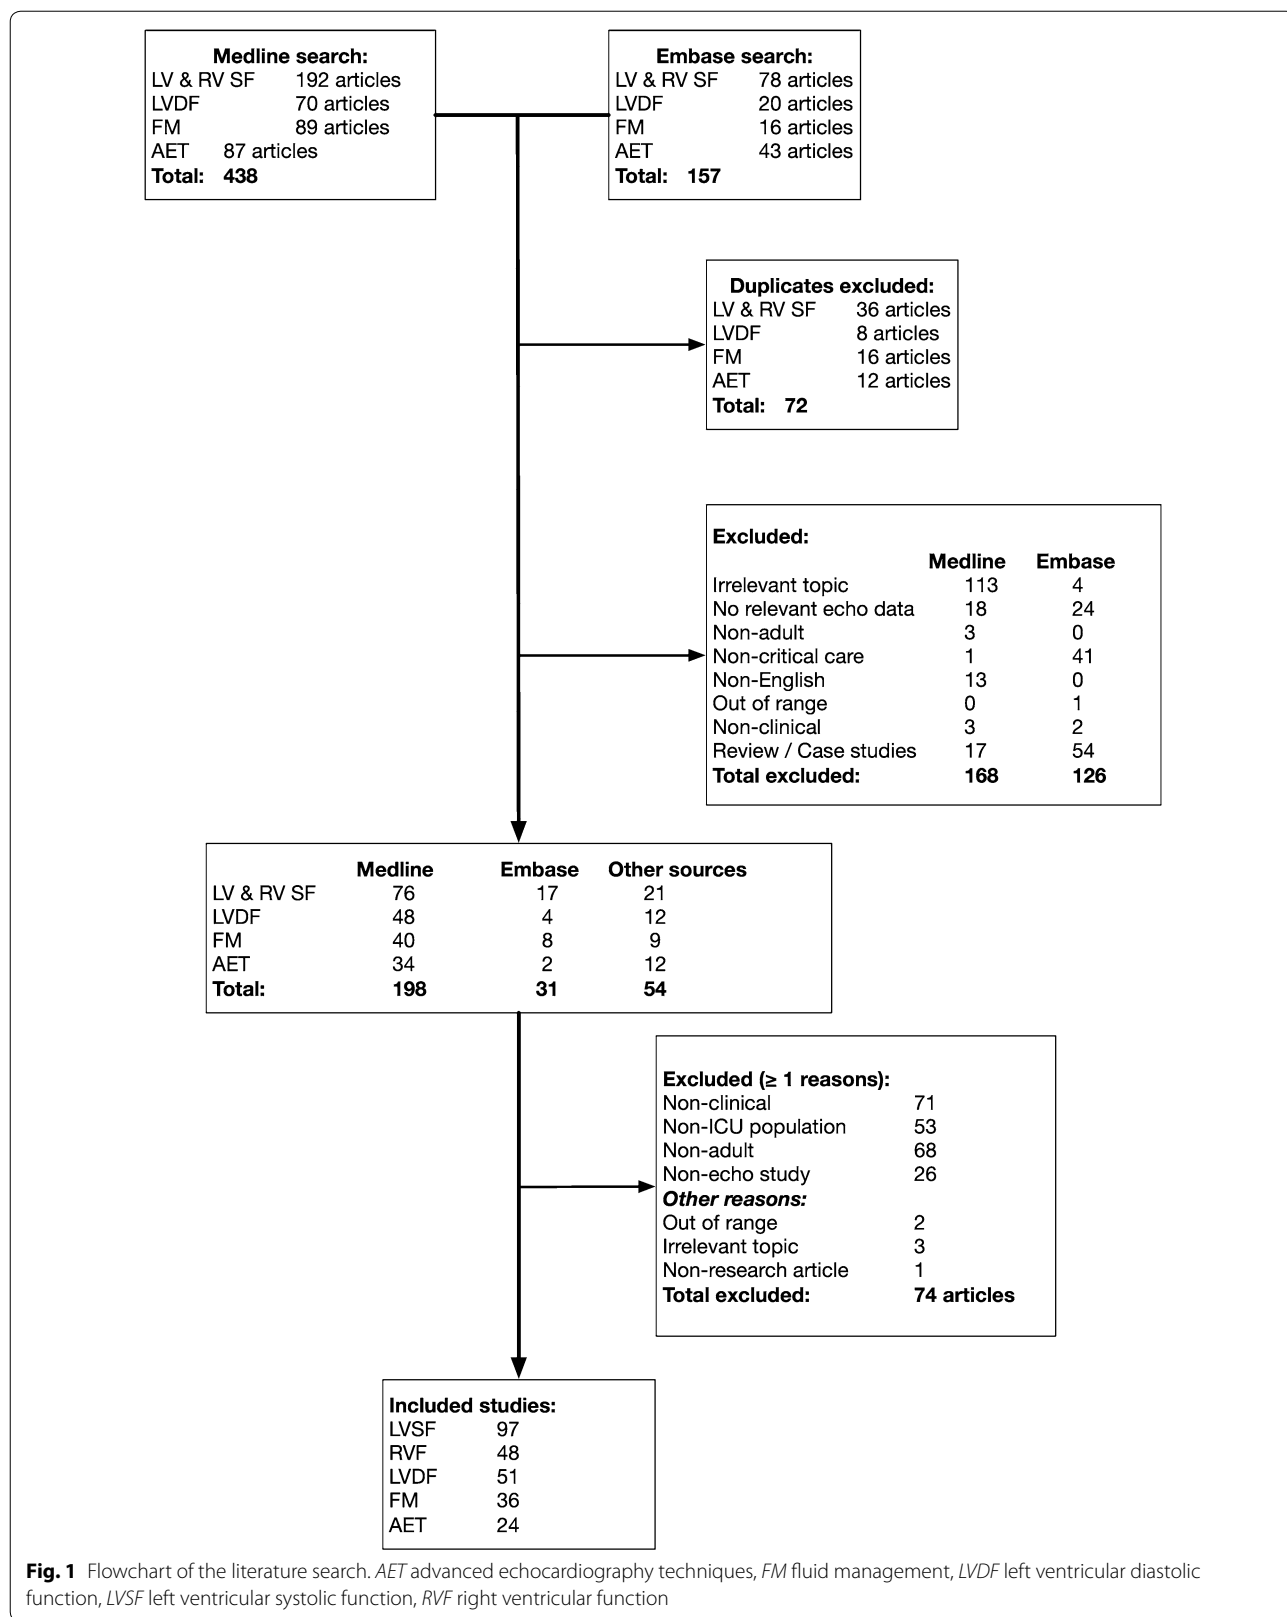 Medline search:
LV & RV SF 192 articles
LVDF 70 articles
FM 89 articles
AET 87 articles
Total: 438
Embase search:
LV & RV SF 78 articles
LVDF 20 articles
FM 16 articles
AET 43 articles
Total: 157
Duplicates excluded:
LV & RV SF 36 articles
LVDF 8 articles
FM 16 articles
AET 12 articles
Total: 72
Excluded:
Medline Embase
Irrelevant topic 113 4
No relevant echo data 18 24
Non-adult 3 0
Non-critical care 1 41
Non-English 13 0
Out of range 0 1
Non-clinical 3 2
Review / Case studies 17 54
Total excluded: 168 126
Medline Embase Other sources
LV & RV SF 76 17 21
LVDF 48 4 12
FM 40 8 9
AET 34 2 12
Total: 198 31 54
Excluded (≥ 1 reasons):
Non-clinical 71
Non-ICU population 53
Non-adult 68
Non-echo study 26
Other reasons:
Out of range 2
Irrelevant topic 3
Non-research article 1
Total excluded: 74 articles
Included studies:
LVSF 97
RVF 48
LVDF 51
FM 36
AET 24
Fig. 1 Flowchart of the literature search. AET advanced echocardiography techniques, FM fluid management, LVDF left ventricular diastolic
function, LVSF left ventricular systolic function, RVF right ventricular function